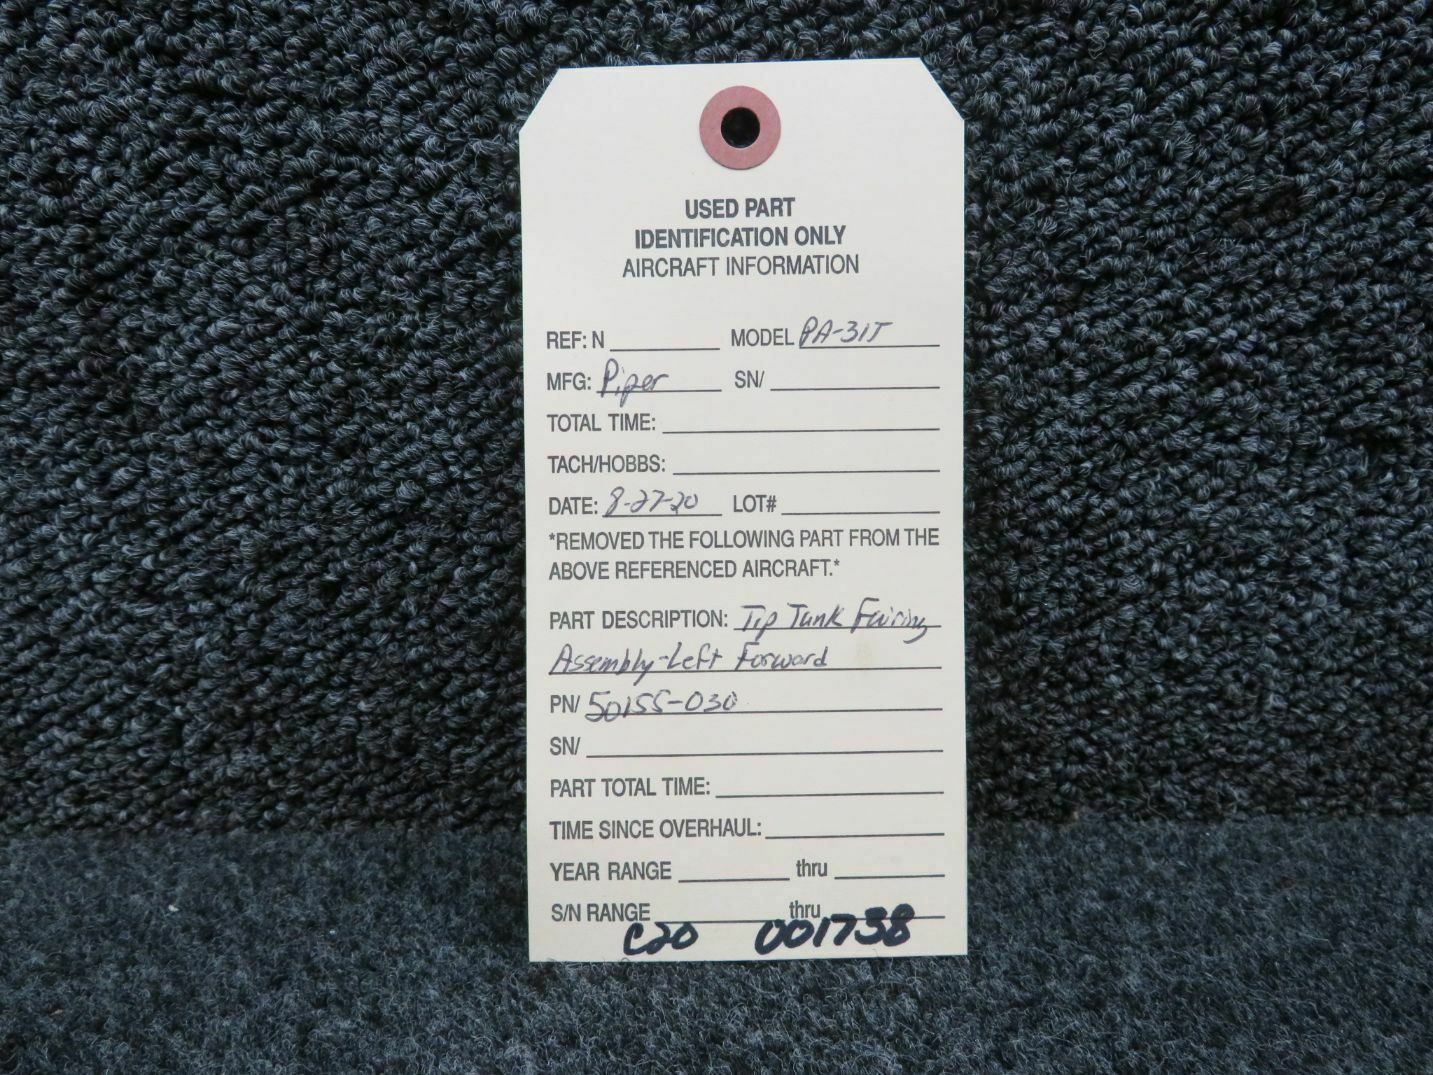 USED PART
IDENTIFICATION ONLY
AIRCRAFT INFORMATION
REF: N MODEL PA-31T
MFG: Piper SN/
TOTAL TIME:
TACH/HOBBS:
DATE: 8-27-20 LOT#
*REMOVED THE FOLLOWING PART FROM THE
ABOVE REFERENCED AIRCRAFT.*
PART DESCRIPTION: Tip Tank Fairing
Assembly-Left Forward
PN/ 50155-030
SN/
PART TOTAL TIME:
TIME SINCE OVERHAUL:
YEAR RANGE thru
S/N RANGE thru
C20 001738